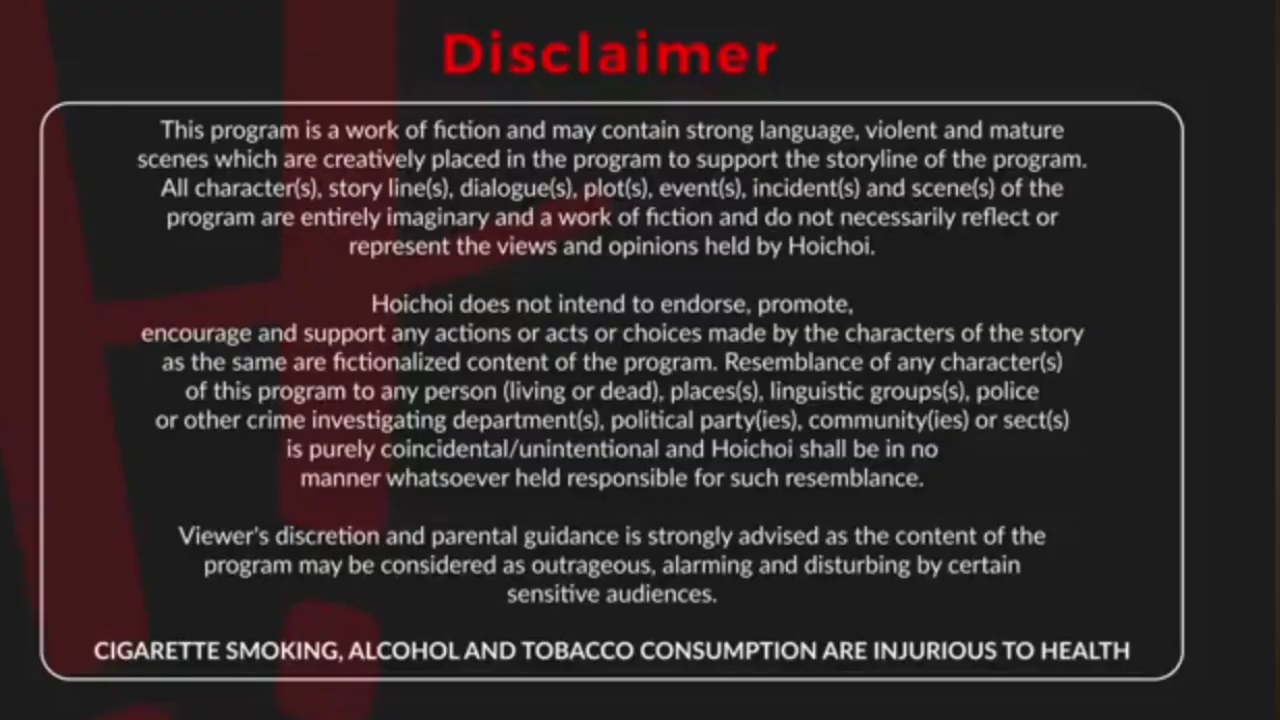 Disclaimer
This program is a work of fiction and may contain strong language, violent and mature
scenes which are creatively placed in the program to support the storyline of the program.
All character(s), story line(s), dialogue(s), plot(s), event(s), incident(s) and scene(s) of the
program are entirely imaginary and a work of fiction and do not necessarily reflect or
represent the views and opinions held by Hoichoi.
Hoichoi does not intend to endorse, promote,
encourage and support any actions or acts or choices made by the characters of the story
as the same are fictionalized content of the program. Resemblance of any character(s)
of this program to any person (living or dead), places(s), linguistic groups(s), police
or other crime investigating department(s), political party(ies), community(ies) or sect(s)
is purely coincidental/unintentional and Hoichoi shall be in no
manner whatsoever held responsible for such resemblance.
Viewer's discretion and parental guidance is strongly advised as the content of the
program may be considered as outrageous, alarming and disturbing by certain
sensitive audiences.
CIGARETTE SMOKING, ALCOHOL AND TOBACCO CONSUMPTION ARE INJURIOUS TO HEALTH